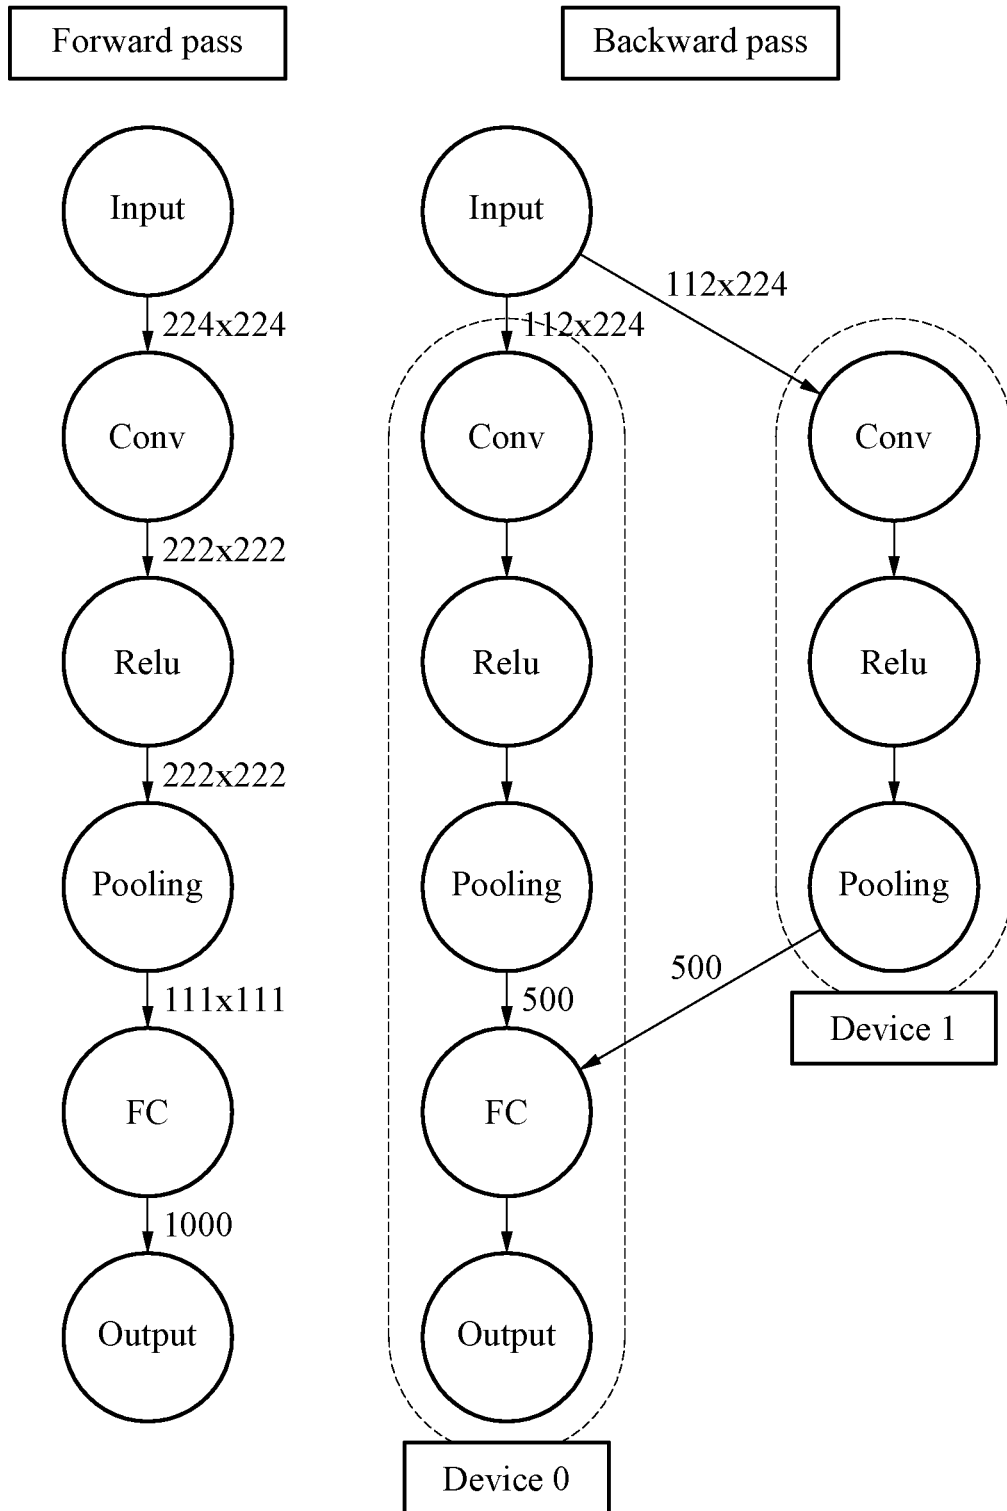 Forward pass
Backward pass
Input
Input
224x224
112x224
112x224
Conv
Conv
Conv
222x222
Relu
Relu
Relu
222x222
Pooling
Pooling
Pooling
111x111
500
500
Device 1
FC
FC
1000
Output
Output
Device 0